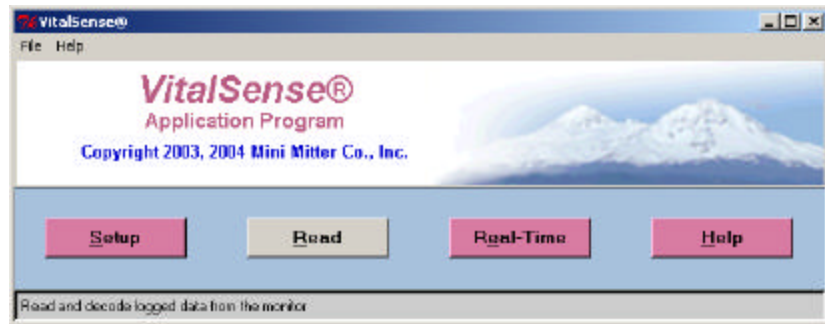 VitalSense®
File Help
VitalSense®
Application Program
Copyright 2003, 2004 Mini Mitter Co., Inc.
Setup Read Real-Time Help
Read and decode logged data from the monitor